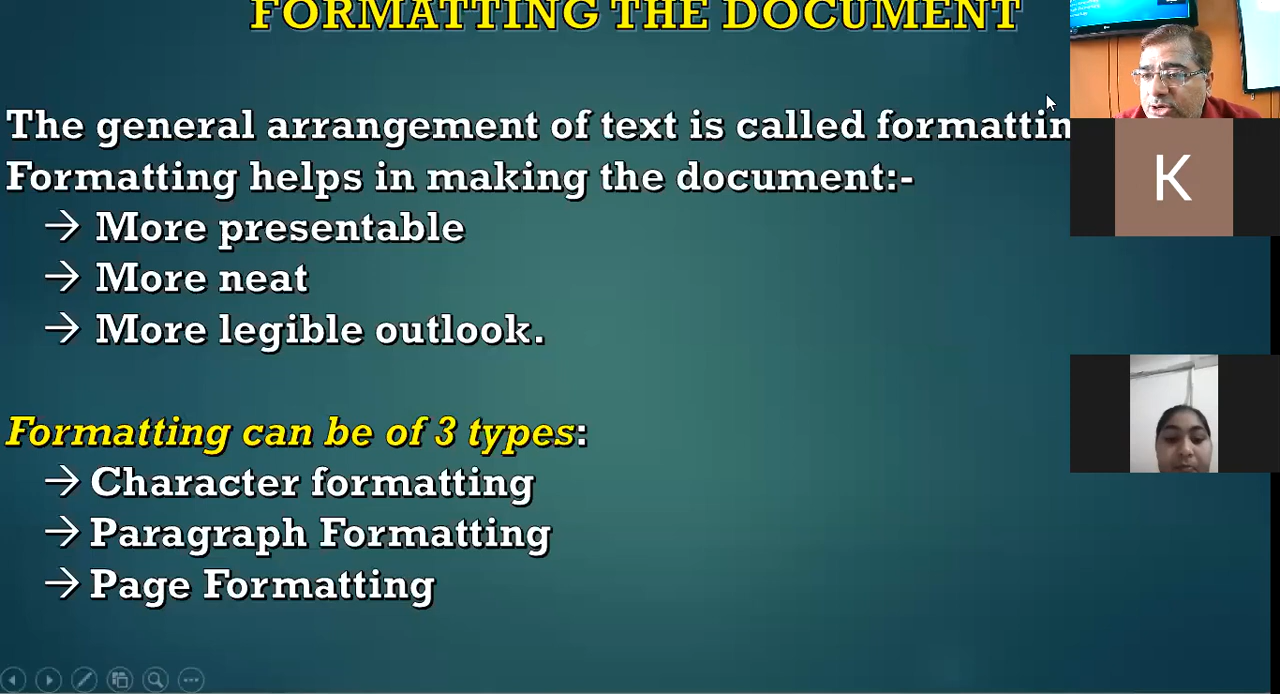 FORMATTING THE DOCUMENT
The general arrangement of text is called formattin
Formatting helps in making the document:-
→ More presentable
→ More neat
→ More legible outlook.
Formatting can be of 3 types:
→ Character formatting
→ Paragraph Formatting
→ Page Formatting
K